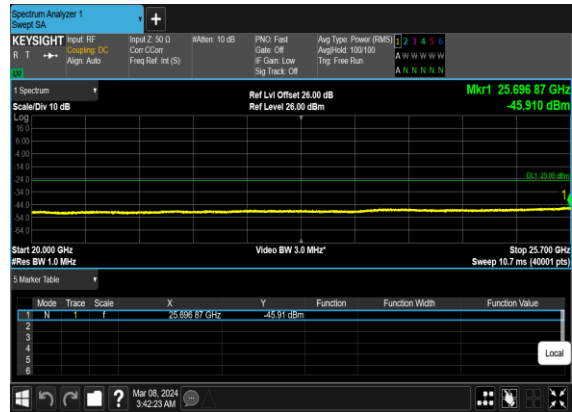 Spectrum Analyzer 1
Swept SA
+
KEYSIGHT Input: RF Input Z: 50 Ω #Atten: 10 dB PNO: Fast Avg Type: Power (RMS) 1 2 3 4 5 6
R T Coupling: DC Corr CCorr Gate: Off Avg|Hold: 100/100 A W W W W W
Align: Auto Freq Ref: Int (S) IF Gain: Low Trig: Free Run
Sig Track: Off A N N N N N
1 Spectrum Ref Lvl Offset 26.00 dB Mkr1 25.696 87 GHz
Scale/Div 10 dB Ref Level 26.00 dBm -45.910 dBm
Log
16.0
6.00
-4.00
-14.0
-24.0 DL1 -25.00 dBm
-34.0
1
-44.0
-54.0
-64.0
Start 20.000 GHz Video BW 3.0 MHz* Stop 25.700 GHz
#Res BW 1.0 MHz Sweep 10.7 ms (40001 pts)
5 Marker Table
Mode Trace Scale X Y Function Function Width Function Value
1 N 1 f 25.696 87 GHz -45.91 dBm
2
3
4
5
6
Local
? Mar 08, 2024
3:42:23 AM